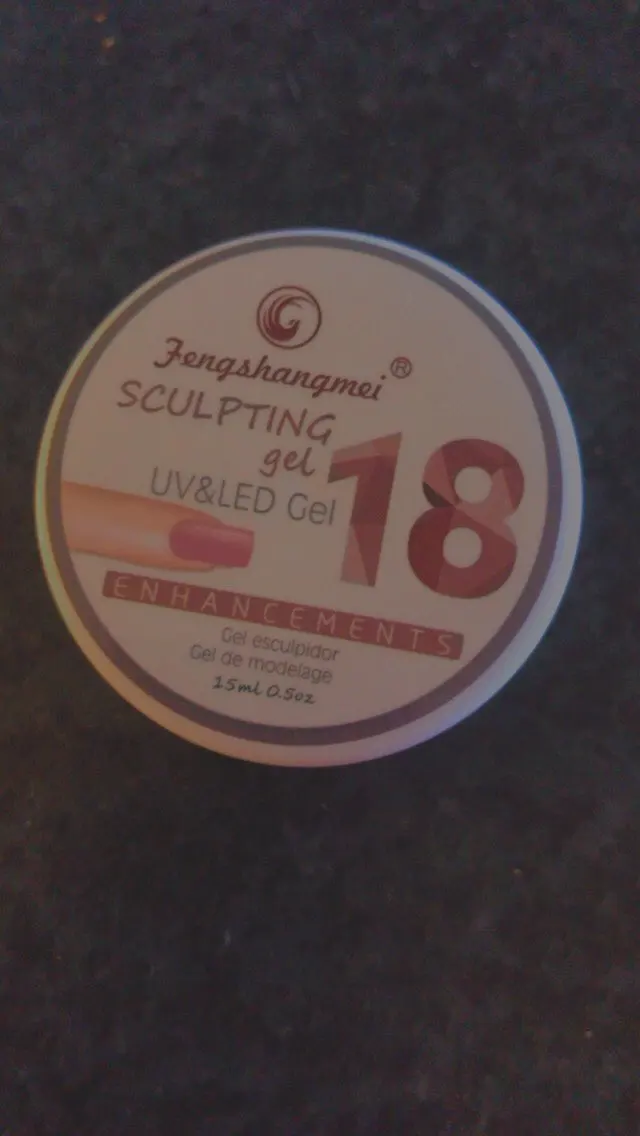 Fengshangmei ®
SCULPTING
gel
UV&LED Gel
18
ENHANCEMENTS
Gel esculpidor
Gel de modelage
15ml 0.5oz